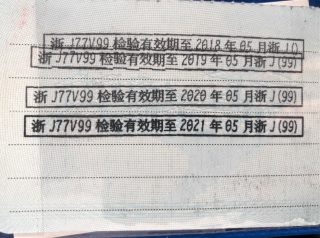 浙 J77V99 检验有效期至 2018 年 05 月浙 J()
浙 J77V99 检验有效期至 2019 年 05 月浙 J(99)
浙 J77V99 检验有效期至 2020 年 05 月浙 J(99)
浙 J77V99 检验有效期至 2021 年 05 月浙 J(99)